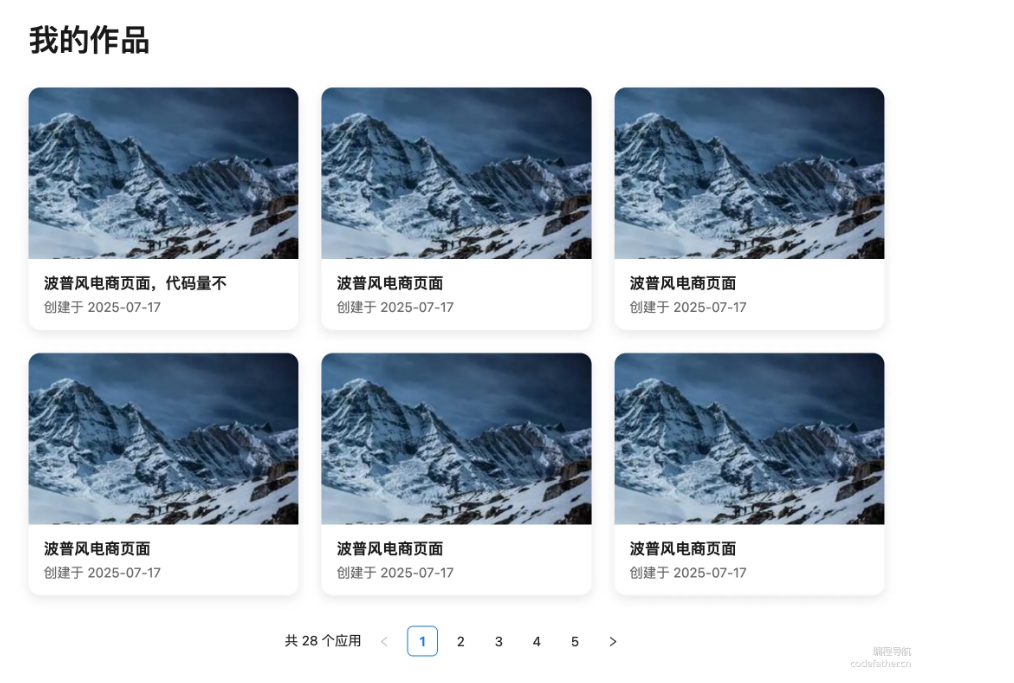 我的作品
波普风电商页面，代码量不
创建于 2025-07-17
波普风电商页面
创建于 2025-07-17
波普风电商页面
创建于 2025-07-17
波普风电商页面
创建于 2025-07-17
波普风电商页面
创建于 2025-07-17
波普风电商页面
创建于 2025-07-17
共 28 个应用 < 1 2 3 4 5 >
编程导航
codefather.cn